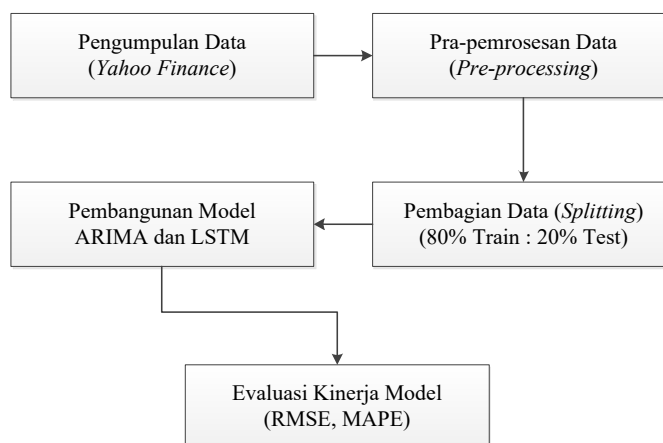 Pengumpulan Data
(Yahoo Finance)
Pra-pemrosesan Data
(Pre-processing)
Pembagian Data (Splitting)
(80% Train : 20% Test)
Pembangunan Model
ARIMA dan LSTM
Evaluasi Kinerja Model
(RMSE, MAPE)